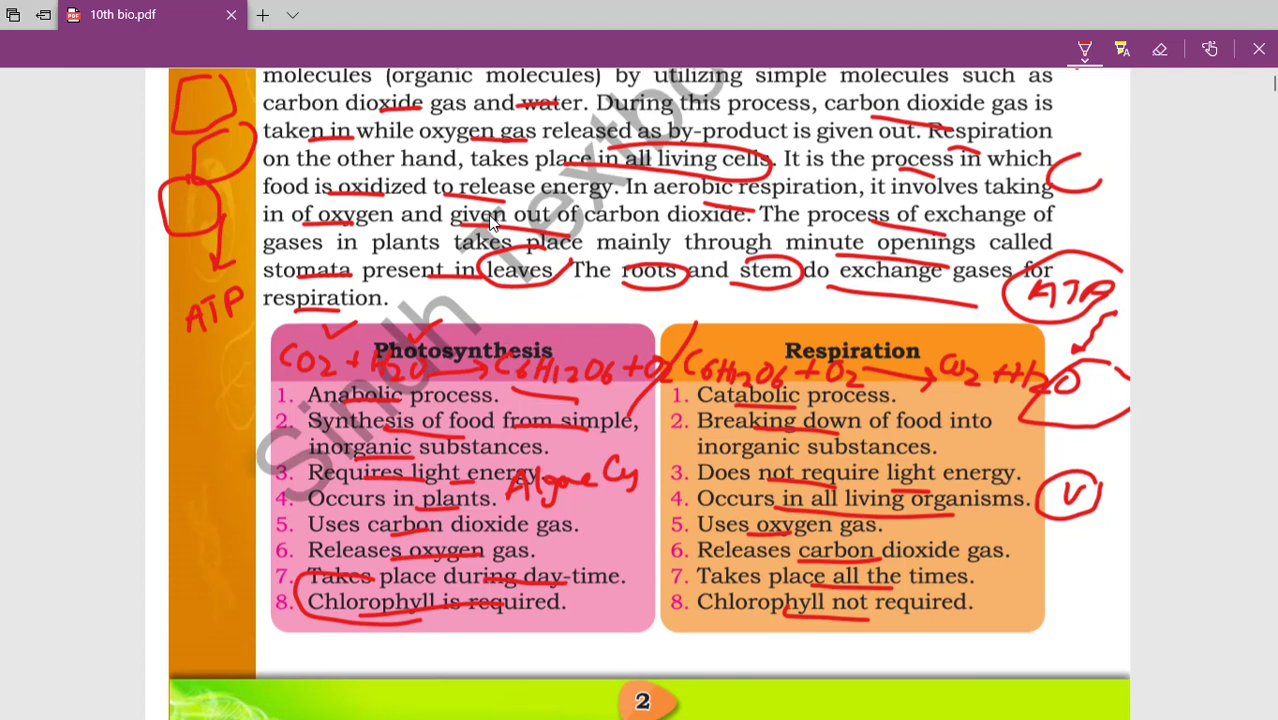 10th bio.pdf
molecules (organic molecules) by utilizing simple molecules such as
carbon dioxide gas and water. During this process, carbon dioxide gas is
taken in while oxygen gas released as by-product is given out. Respiration
on the other hand, takes place in all living cells. It is the process in which
food is oxidized to release energy. In aerobic respiration, it involves taking
in of oxygen and given out of carbon dioxide. The process of exchange of
gases in plants takes place mainly through minute openings called
stomata present in leaves. The roots and stem do exchange gases for
respiration.
ATP
ATP
Photosynthesis
CO2 + H2O → C6H12O6 + O2
1. Anabolic process.
2. Synthesis of food from simple,
inorganic substances.
3. Requires light energy.
4. Occurs in plants. Algae Cy
5. Uses carbon dioxide gas.
6. Releases oxygen gas.
7. Takes place during day-time.
8. Chlorophyll is required.
Respiration
C6H12O6 + O2 → CO2 + H2O
1. Catabolic process.
2. Breaking down of food into
inorganic substances.
3. Does not require light energy.
4. Occurs in all living organisms.
V
5. Uses oxygen gas.
6. Releases carbon dioxide gas.
7. Takes place all the times.
8. Chlorophyll not required.
Sindh Textbo
2